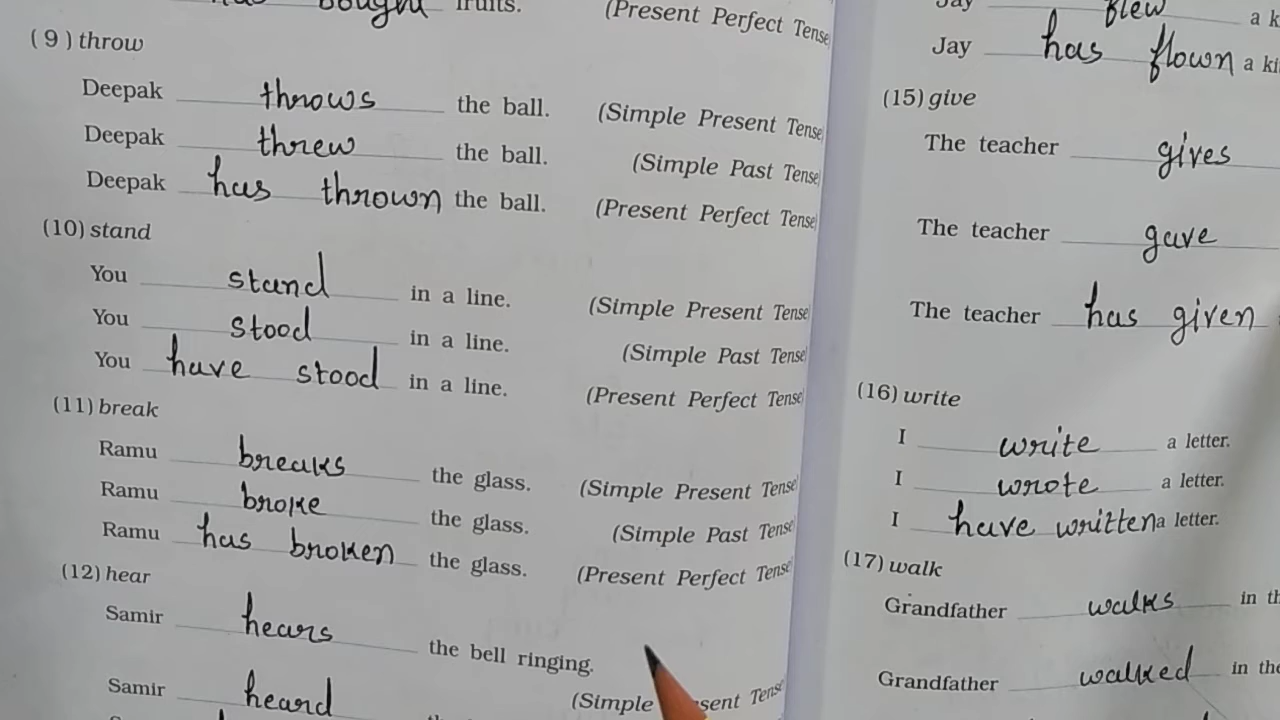 bought fruits. (Present Perfect Tense
(9) throw
Deepak throws the ball. (Simple Present Tense)
Deepak threw the ball. (Simple Past Tense)
Deepak has thrown the ball. (Present Perfect Tense)
(10) stand
You stand in a line. (Simple Present Tense)
You stood in a line. (Simple Past Tense)
You have stood in a line. (Present Perfect Tense)
(11) break
Ramu breaks the glass. (Simple Present Tense)
Ramu broke the glass. (Simple Past Tense)
Ramu has broken the glass. (Present Perfect Tense)
(12) hear
Samir hears the bell ringing.
(Simple Tense
Samir heard
Jay flew a
Jay has flown a
(15) give
The teacher gives
The teacher gave
The teacher has given
(16) write
I write a letter.
I wrote a letter.
I have written a letter.
(17) walk
Grandfather walks in
Grandfather walked in